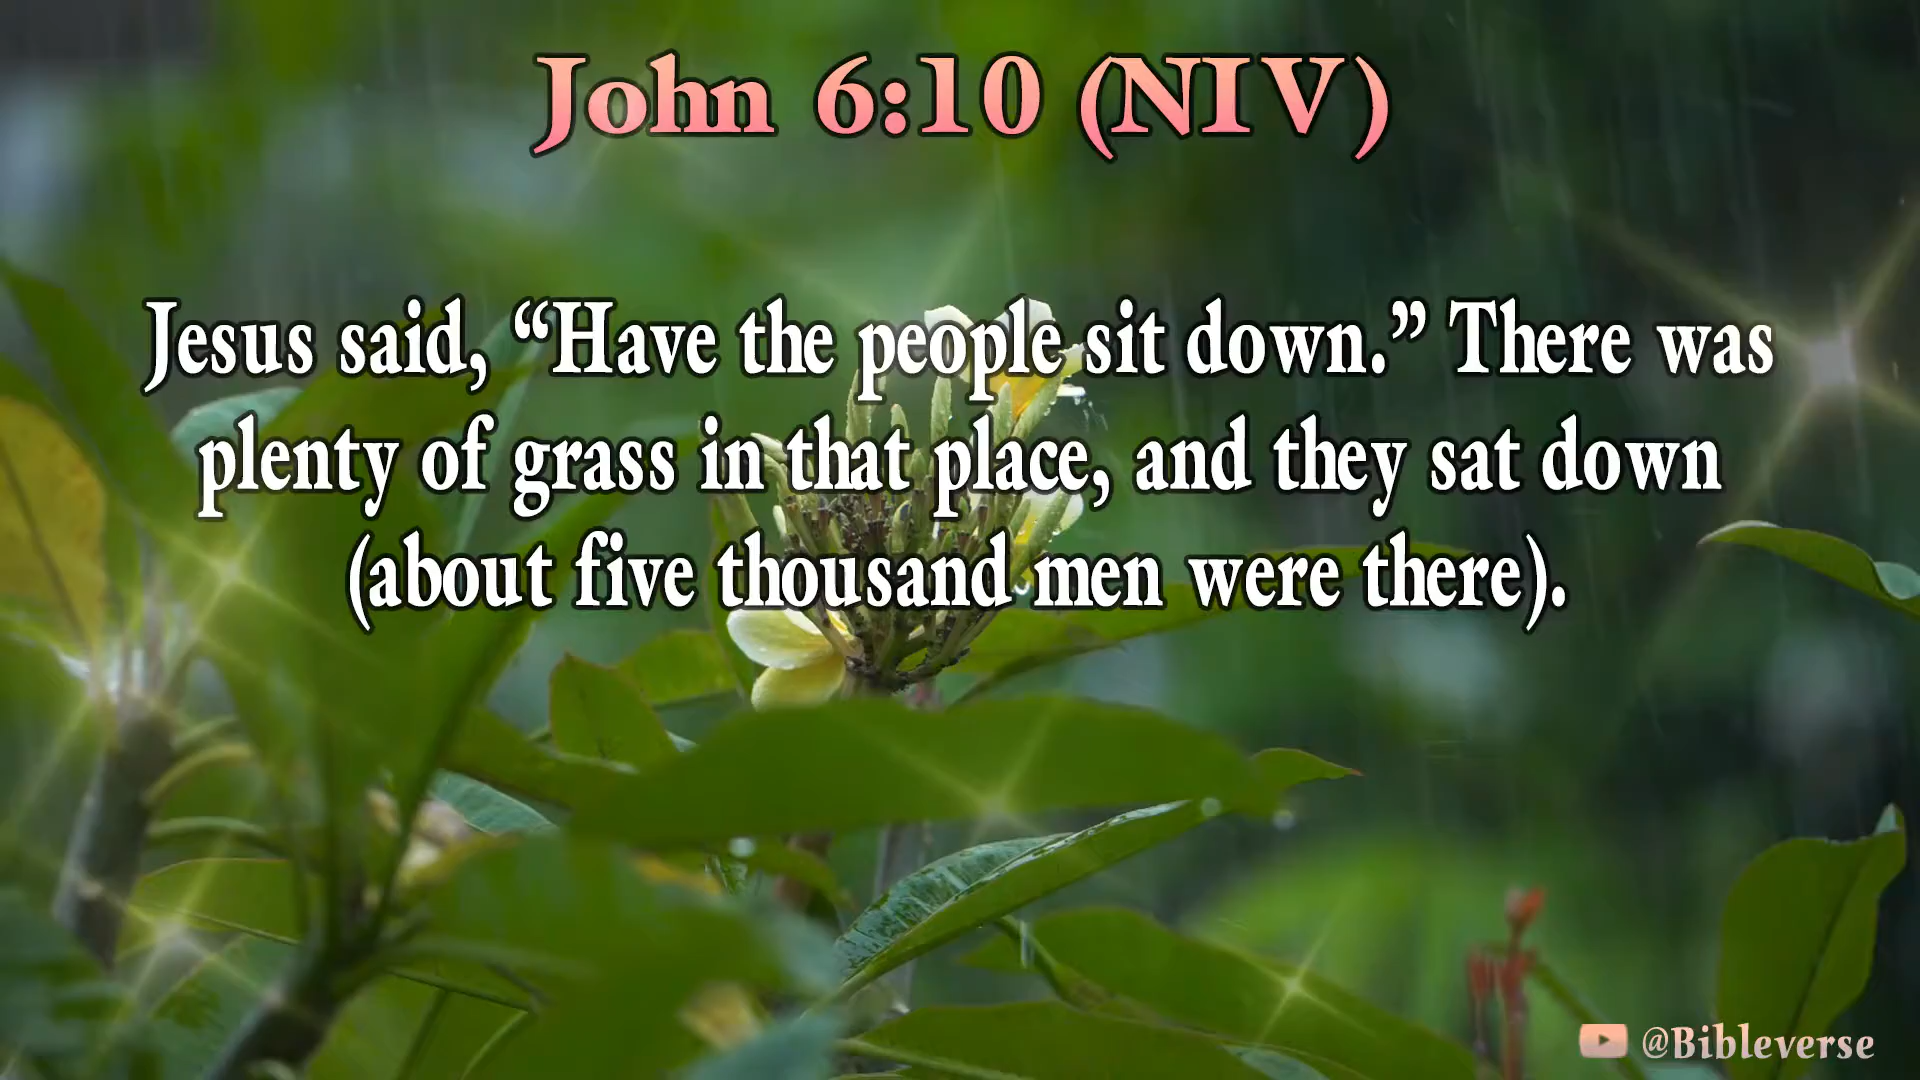 John 6:10 (NIV)
Jesus said, “Have the people sit down.” There was
plenty of grass in that place, and they sat down
(about five thousand men were there).
@Bibleverse